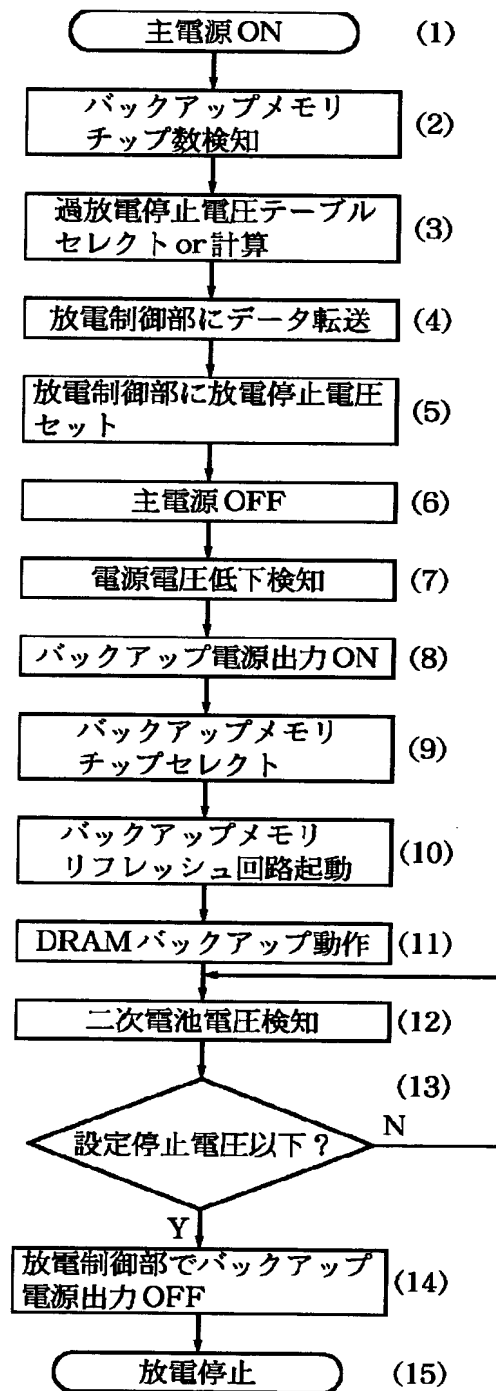 主電源ON (1)
バックアップメモリ
チップ数検知 (2)
過放電停止電圧テーブル
セレクトor計算 (3)
放電制御部にデータ転送 (4)
放電制御部に放電停止電圧
セット (5)
主電源OFF (6)
電源電圧低下検知 (7)
バックアップ電源出力ON (8)
バックアップメモリ
チップセレクト (9)
バックアップメモリ
リフレッシュ回路起動 (10)
DRAMバックアップ動作 (11)
二次電池電圧検知 (12)
(13)
設定停止電圧以下? N
Y
放電制御部でバックアップ
電源出力OFF (14)
放電停止 (15)